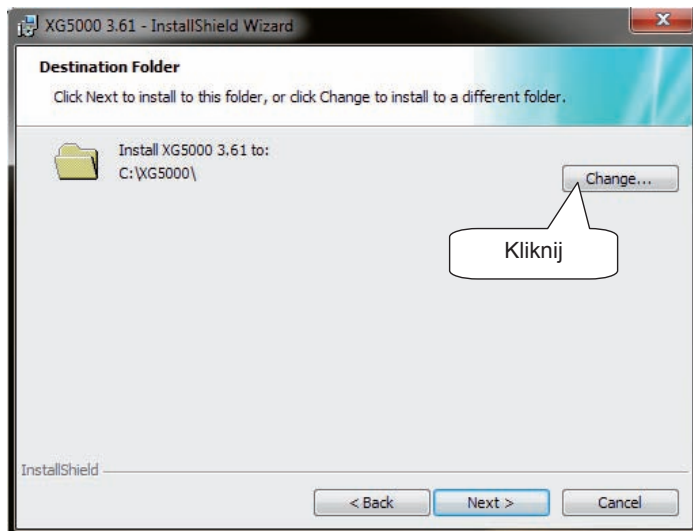 XG5000 3.61 - InstallShield Wizard
Destination Folder
Click Next to install to this folder, or click Change to install to a different folder.
Install XG5000 3.61 to:
C:\XG5000\
Change...
Kliknij
InstallShield
< Back
Next >
Cancel